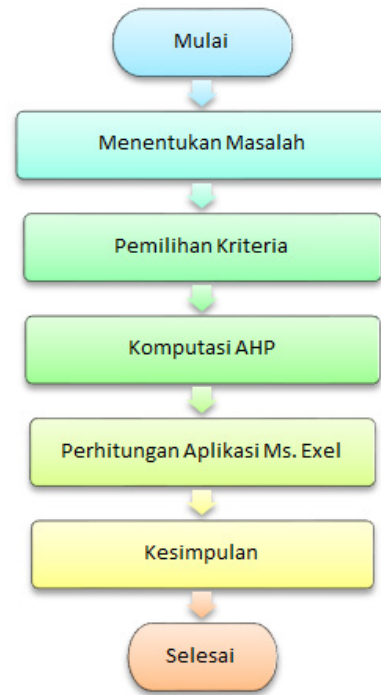 Mulai
Menentukan Masalah
Pemilihan Kriteria
Komputasi AHP
Perhitungan Aplikasi Ms. Exel
Kesimpulan
Selesai